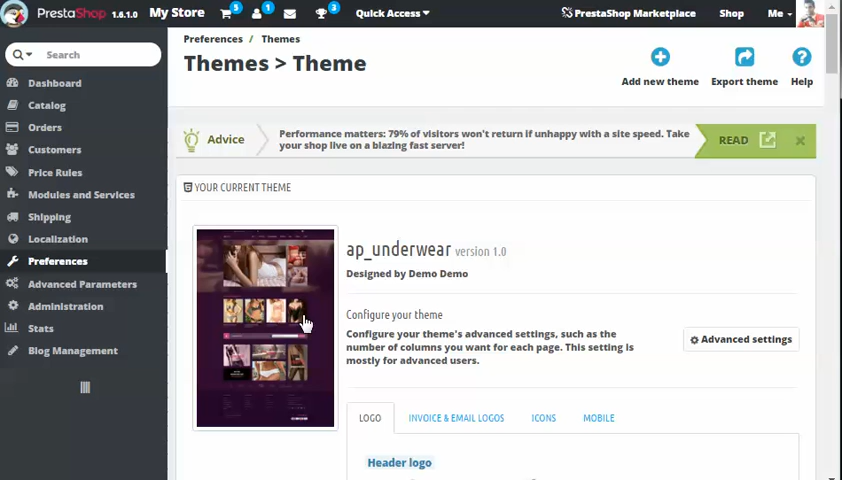 PrestaShop 1.6.1.0 My Store 5 1 3 Quick Access PrestaShop Marketplace Shop Me
Search
Dashboard
Catalog
Orders
Customers
Price Rules
Modules and Services
Shipping
Localization
Preferences
Advanced Parameters
Administration
Stats
Blog Management
Preferences / Themes
Themes > Theme
Add new theme Export theme Help
Advice
Performance matters: 79% of visitors won't return if unhappy with a site speed. Take
your shop live on a blazing fast server!
READ
YOUR CURRENT THEME
ap_underwear version 1.0
Designed by Demo Demo
Configure your theme
Configure your theme's advanced settings, such as the
number of columns you want for each page. This setting is
mostly for advanced users.
Advanced settings
LOGO INVOICE & EMAIL LOGOS ICONS MOBILE
Header logo